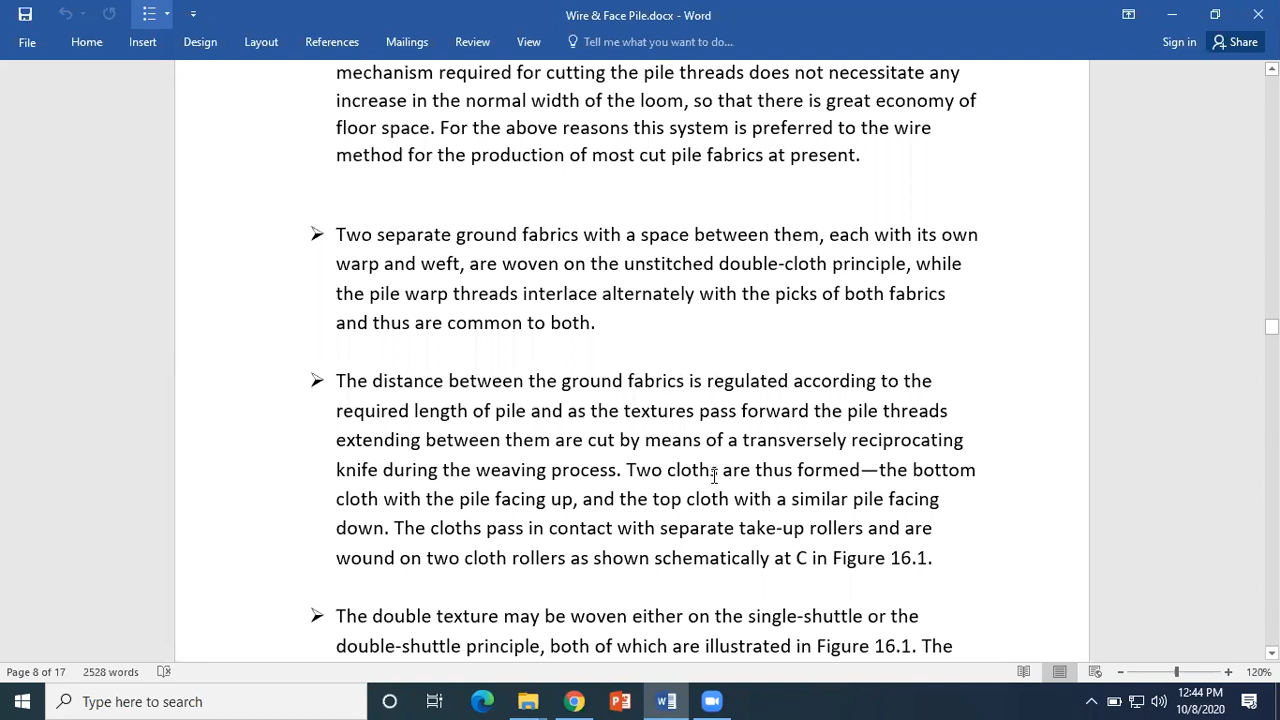 Wire & Face Pile.docx - Word
File Home Insert Design Layout References Mailings Review View Tell me what you want to do... Sign in Share
mechanism required for cutting the pile threads does not necessitate any
increase in the normal width of the loom, so that there is great economy of
floor space. For the above reasons this system is preferred to the wire
method for the production of most cut pile fabrics at present.
Two separate ground fabrics with a space between them, each with its own
warp and weft, are woven on the unstitched double-cloth principle, while
the pile warp threads interlace alternately with the picks of both fabrics
and thus are common to both.
The distance between the ground fabrics is regulated according to the
required length of pile and as the textures pass forward the pile threads
extending between them are cut by means of a transversely reciprocating
knife during the weaving process. Two cloths are thus formed—the bottom
cloth with the pile facing up, and the top cloth with a similar pile facing
down. The cloths pass in contact with separate take-up rollers and are
wound on two cloth rollers as shown schematically at C in Figure 16.1.
The double texture may be woven either on the single-shuttle or the
double-shuttle principle, both of which are illustrated in Figure 16.1. The
Page 8 of 17 2528 words 120%
Type here to search 12:44 PM
10/8/2020